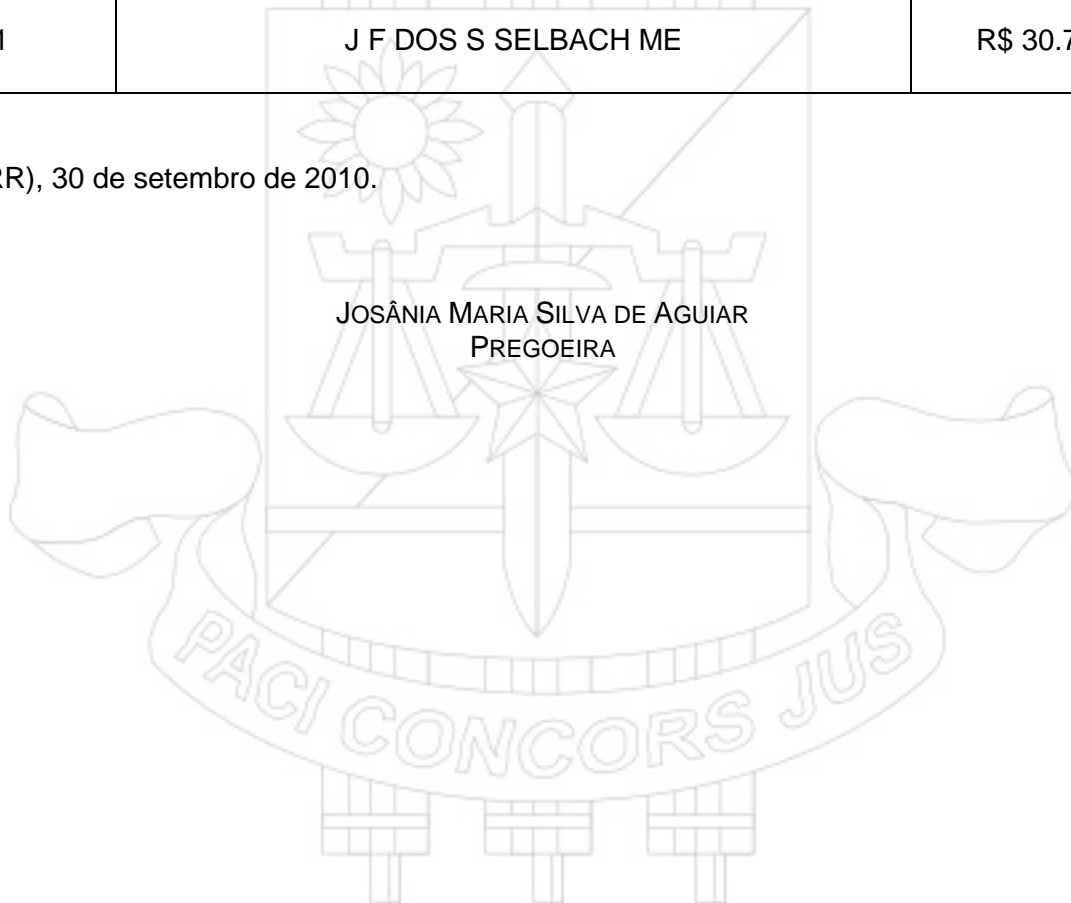 J F DOS S SELBACH ME R$ 30.7
RR), 30 de setembro de 2010.
JOSÂNIA MARIA SILVA DE AGUIAR
PREGOEIRA
PACI CONCORS JUS